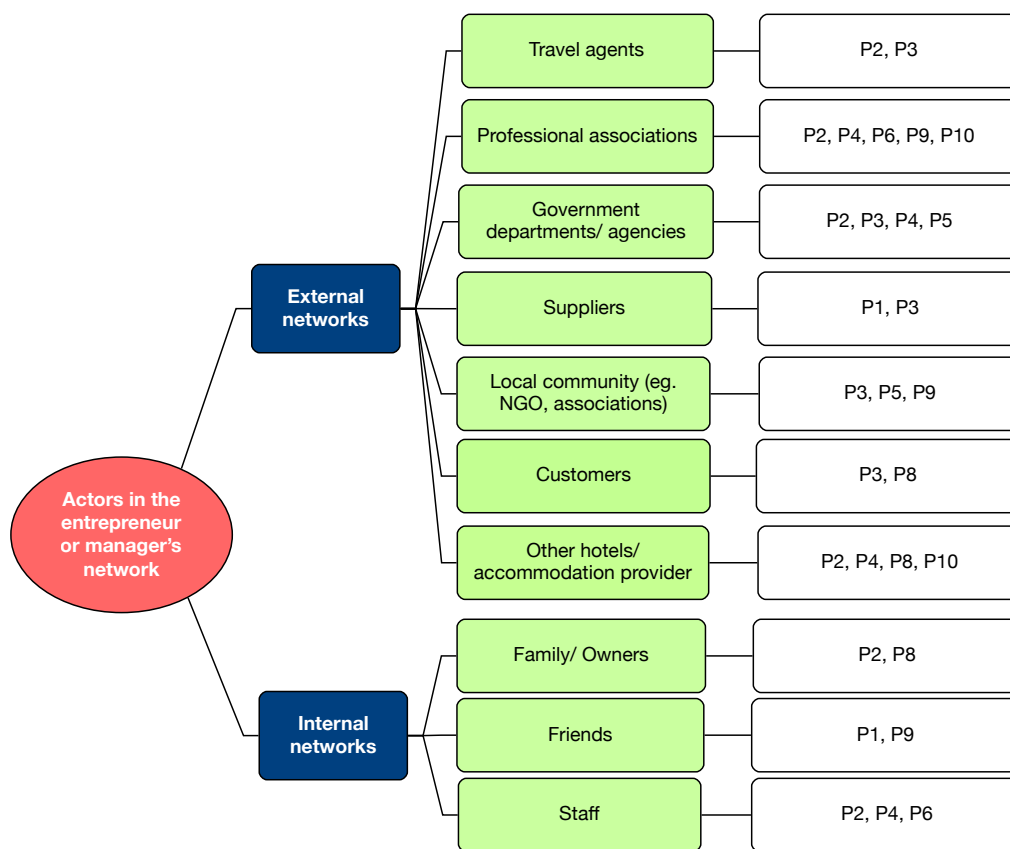 Travel agents
P2, P3
Professional associations
P2, P4, P6, P9, P10
Government
departments/ agencies
P2, P3, P4, P5
External
networks
Suppliers
P1, P3
Local community (eg.
NGO, associations)
P3, P5, P9
Customers
P3, P8
Actors in the
entrepreneur
or manager’s
network
Other hotels/
accommodation provider
P2, P4, P8, P10
Family/ Owners
P2, P8
Internal
networks
Friends
P1, P9
Staff
P2, P4, P6